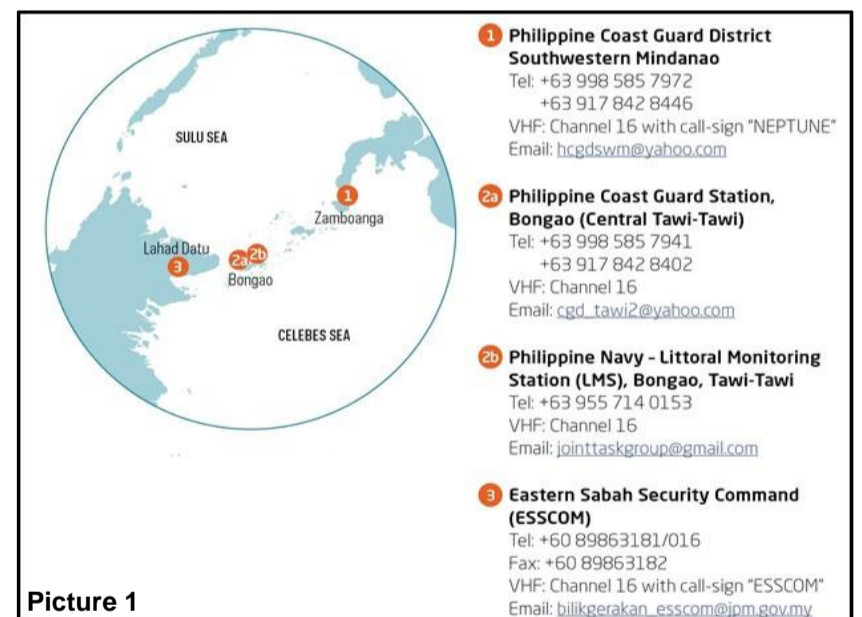 SULU SEA
1
Zamboanga
Lahad Datu
3
2a
2b
Bongao
CELEBES SEA
Picture 1
1 Philippine Coast Guard District
Southwestern Mindanao
Tel: +63 998 585 7972
+63 917 842 8446
VHF: Channel 16 with call-sign "NEPTUNE"
Email: hcgdswm@yahoo.com
2a Philippine Coast Guard Station,
Bongao (Central Tawi-Tawi)
Tel: +63 998 585 7941
+63 917 842 8402
VHF: Channel 16
Email: cgd_tawi2@yahoo.com
2b Philippine Navy - Littoral Monitoring
Station (LMS), Bongao, Tawi-Tawi
Tel: +63 955 714 0153
VHF: Channel 16
Email: jointtaskgroup@gmail.com
3 Eastern Sabah Security Command
(ESSCOM)
Tel: +60 89863181/016
Fax: +60 89863182
VHF: Channel 16 with call-sign "ESSCOM"
Email: bilikgerakan_esscom@jpm.gov.my